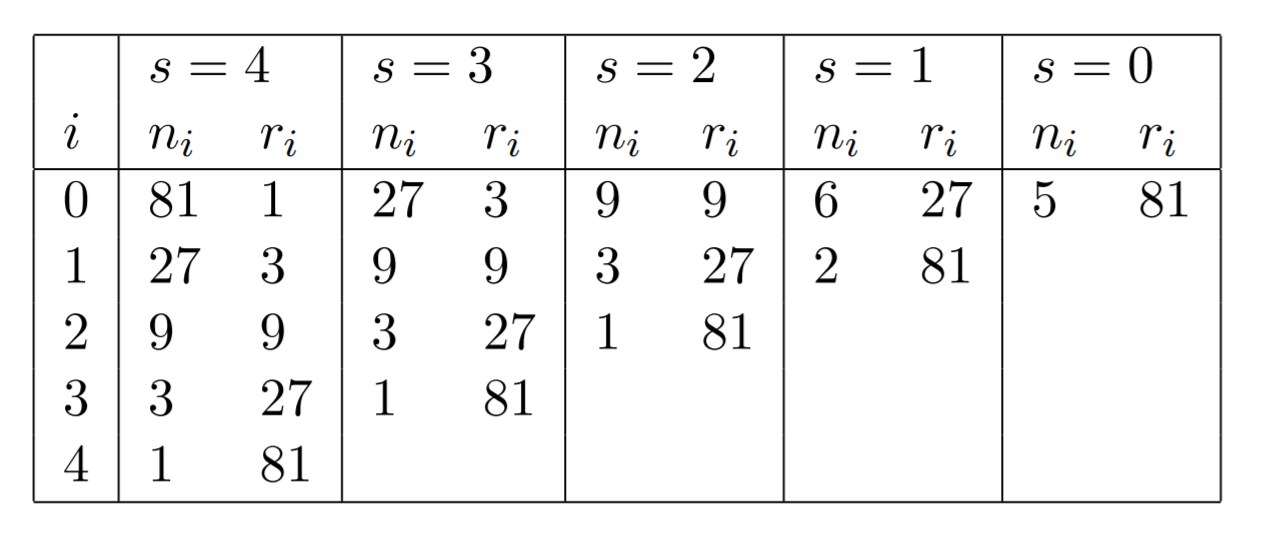 s = 4 s = 3 s = 2 s = 1 s = 0
i n_i r_i n_i r_i n_i r_i n_i r_i n_i r_i
0 81 1 27 3 9 9 6 27 5 81
1 27 3 9 9 3 27 2 81
2 9 9 3 27 1 81
3 3 27 1 81
4 1 81